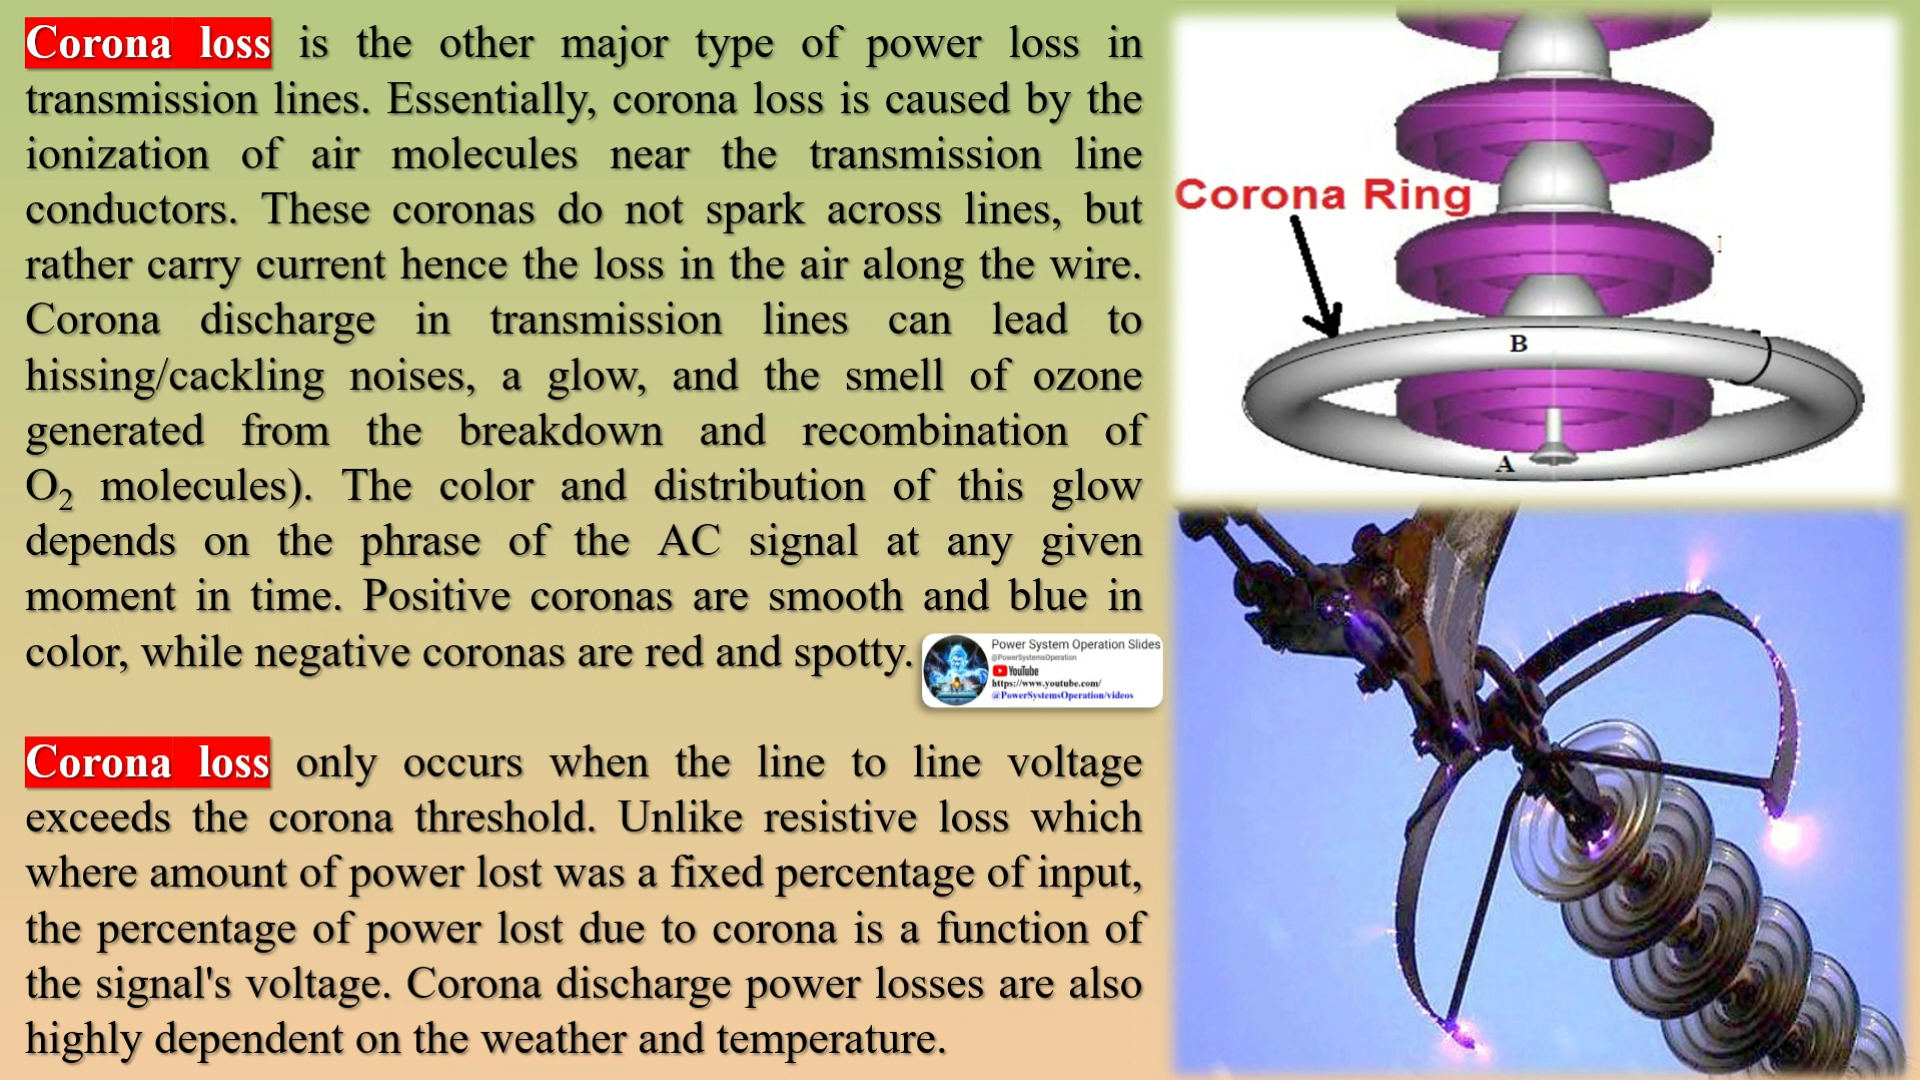 Corona loss is the other major type of power loss in
transmission lines. Essentially, corona loss is caused by the
ionization of air molecules near the transmission line
conductors. These coronas do not spark across lines, but
rather carry current hence the loss in the air along the wire.
Corona discharge in transmission lines can lead to
hissing/cackling noises, a glow, and the smell of ozone
generated from the breakdown and recombination of
O₂ molecules). The color and distribution of this glow
depends on the phrase of the AC signal at any given
moment in time. Positive coronas are smooth and blue in
color, while negative coronas are red and spotty.
Power System Operation Slides
@PowerSystemsOperation
YouTube
https://www.youtube.com/
@PowerSystemsOperation/videos
Corona loss only occurs when the line to line voltage
exceeds the corona threshold. Unlike resistive loss which
where amount of power lost was a fixed percentage of input,
the percentage of power lost due to corona is a function of
the signal's voltage. Corona discharge power losses are also
highly dependent on the weather and temperature.
Corona Ring
B
A